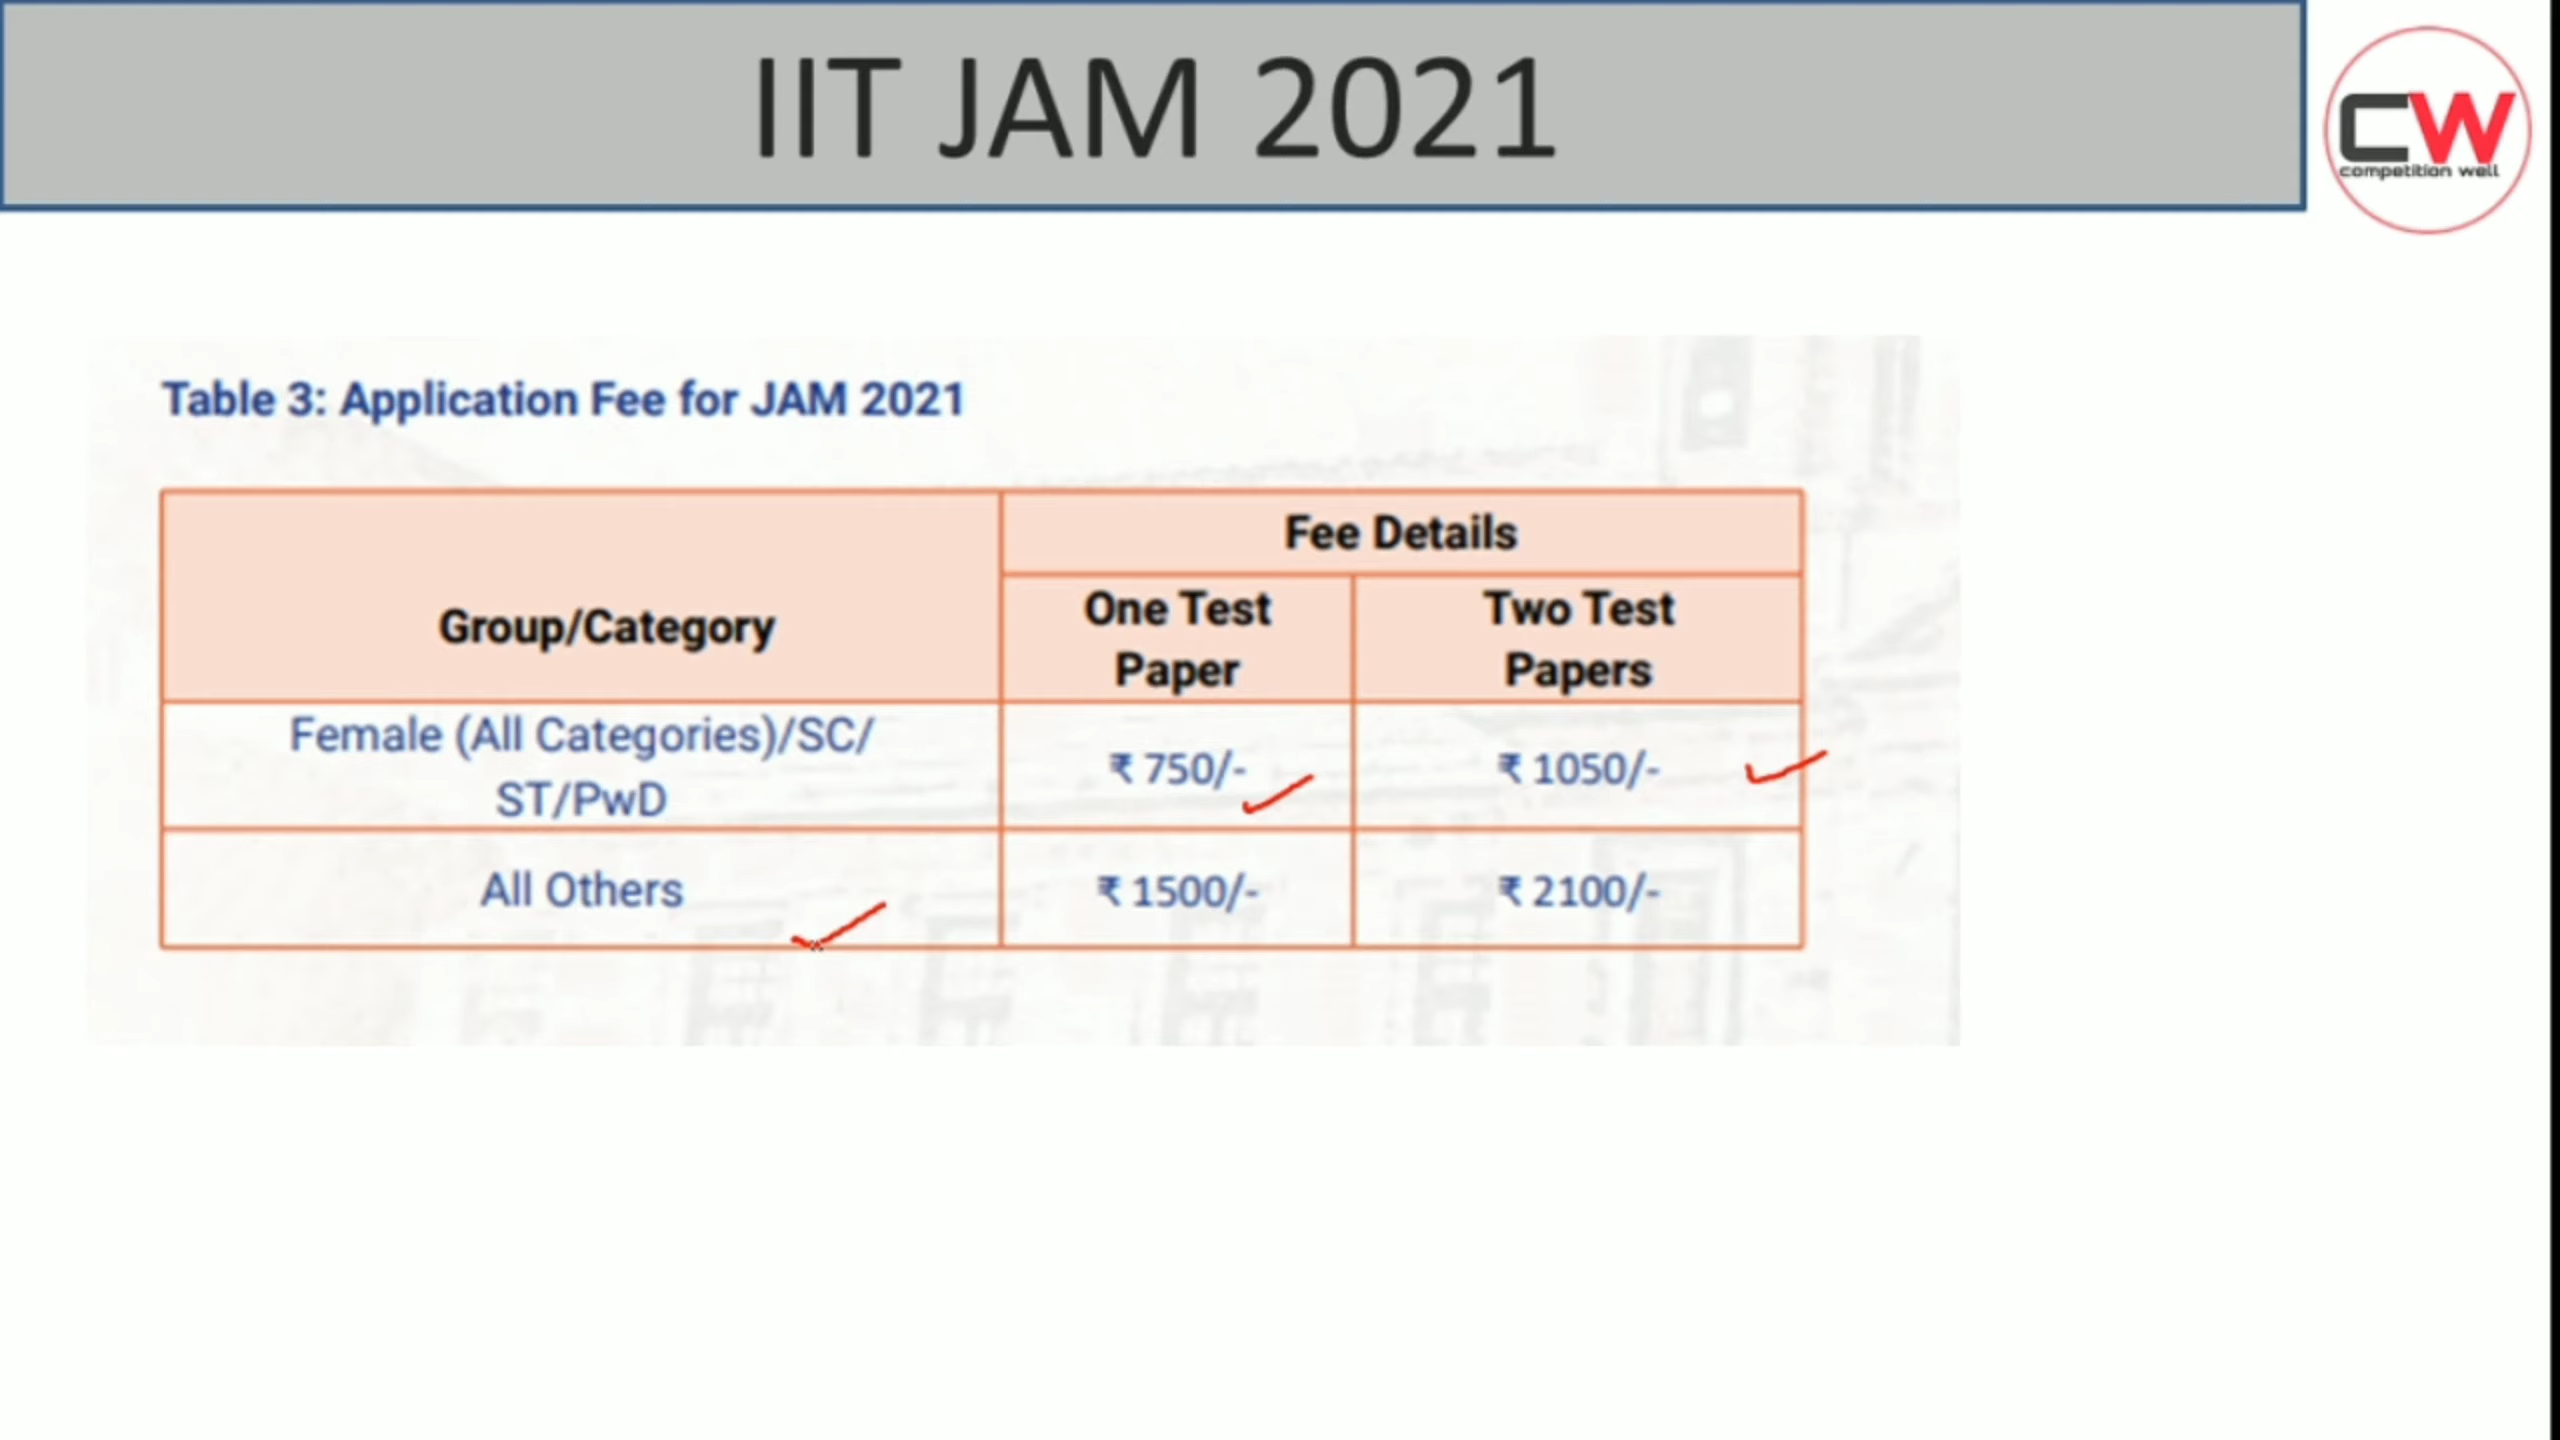 IIT JAM 2021
CW
competition well
Table 3: Application Fee for JAM 2021
Group/Category
Fee Details
One Test
Paper
Two Test
Papers
Female (All Categories)/SC/
ST/PwD
₹ 750/-
₹ 1050/-
All Others
₹ 1500/-
₹ 2100/-